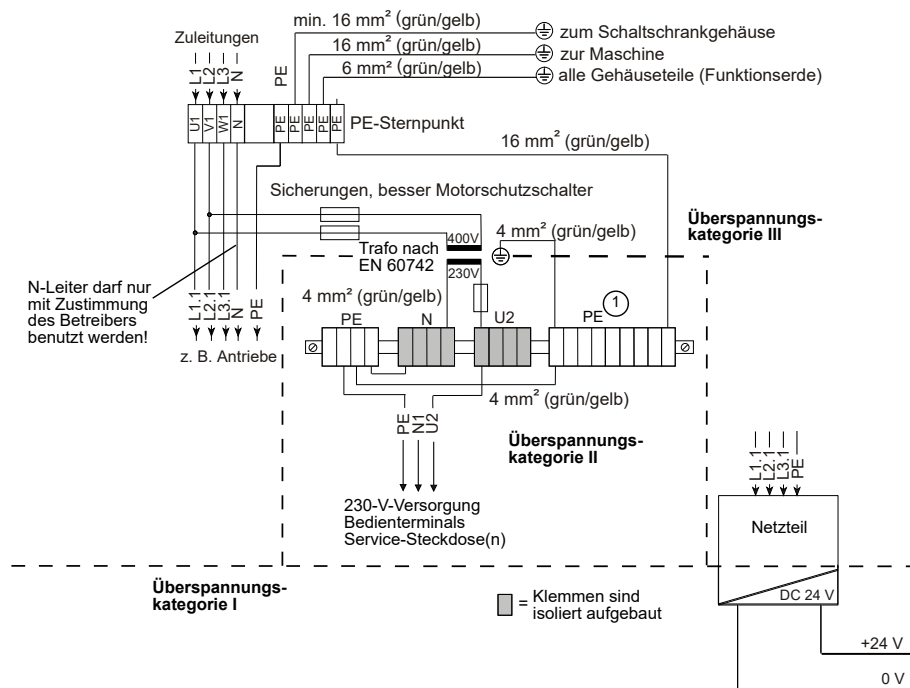 min. 16 mm² (grün/gelb)
zum Schaltschrankgehäuse
Zuleitungen
16 mm² (grün/gelb)
zur Maschine
6 mm² (grün/gelb)
alle Gehäuseteile (Funktionserde)
L1
L2
L3
N
PE
U1
V1
W1
N
PE
PE
PE
PE
PE
PE-Sternpunkt
16 mm² (grün/gelb)
Sicherungen, besser Motorschutzschalter
Überspannungs-
kategorie III
400V
4 mm² (grün/gelb)
Trafo nach
EN 60742
230V
N-Leiter darf nur
mit Zustimmung
des Betreibers
benutzt werden!
L1.1
L2.1
L3.1
N
PE
z. B. Antriebe
4 mm² (grün/gelb)
PE
N
U2
PE
1
4 mm² (grün/gelb)
PE
N1
U2
Überspannungs-
kategorie II
230-V-Versorgung
Bedienterminals
Service-Steckdose(n)
L1.1
L2.1
L3.1
PE
Netzteil
DC 24 V
Überspannungs-
kategorie I
= Klemmen sind
isoliert aufgebaut
+24 V
0 V